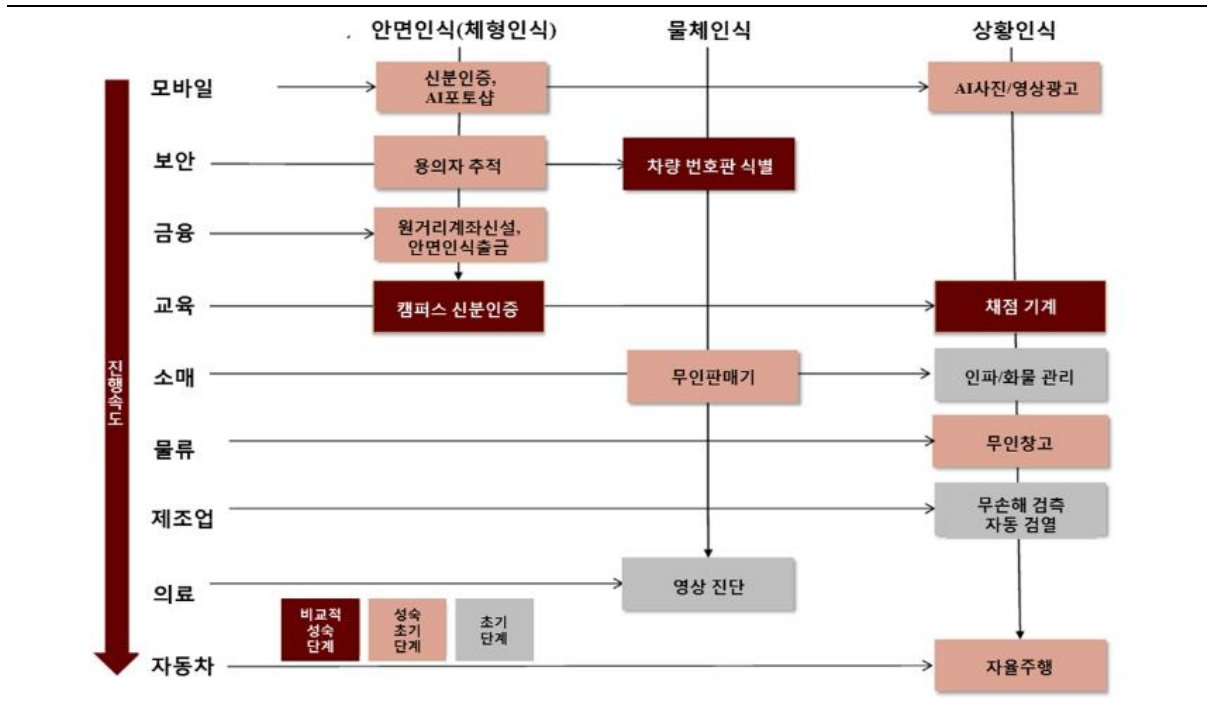 안면인식(체형인식) 물체인식 상황인식
모바일
신분인증,
AI포토샵
AI사진/영상광고
보안
용의자 추적
차량 번호판 식별
금융
원거리계좌신설,
안면인식출금
교육
캠퍼스 신분인증
채점 기계
진행속도
소매
무인판매기
인파/화물 관리
물류
무인창고
제조업
무손해 검측
자동 검열
의료
영상 진단
비교적
성숙
단계
성숙
초기
단계
초기
단계
자동차
자율주행